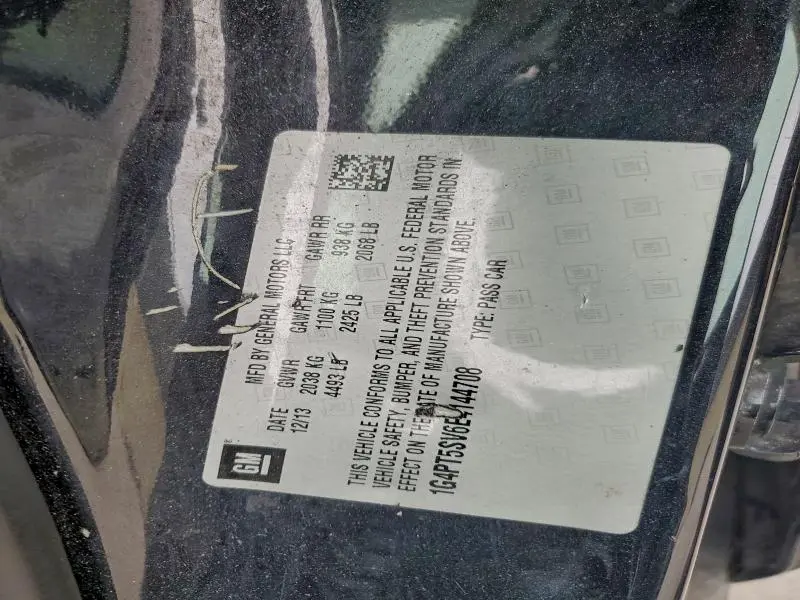 GM
MFD BY GENERAL MOTORS LLC
DATE GVWR GAWR FRT GAWR RR
12/13 2038 KG 1100 KG 938 KG
4493 LB 2425 LB 2068 LB
THIS VEHICLE CONFORMS TO ALL APPLICABLE U.S. FEDERAL MOTOR
VEHICLE SAFETY, BUMPER, AND THEFT PREVENTION STANDARDS IN
EFFECT ON THE DATE OF MANUFACTURE SHOWN ABOVE.
1G4PT5SV6E4144708 TYPE: PASS CAR